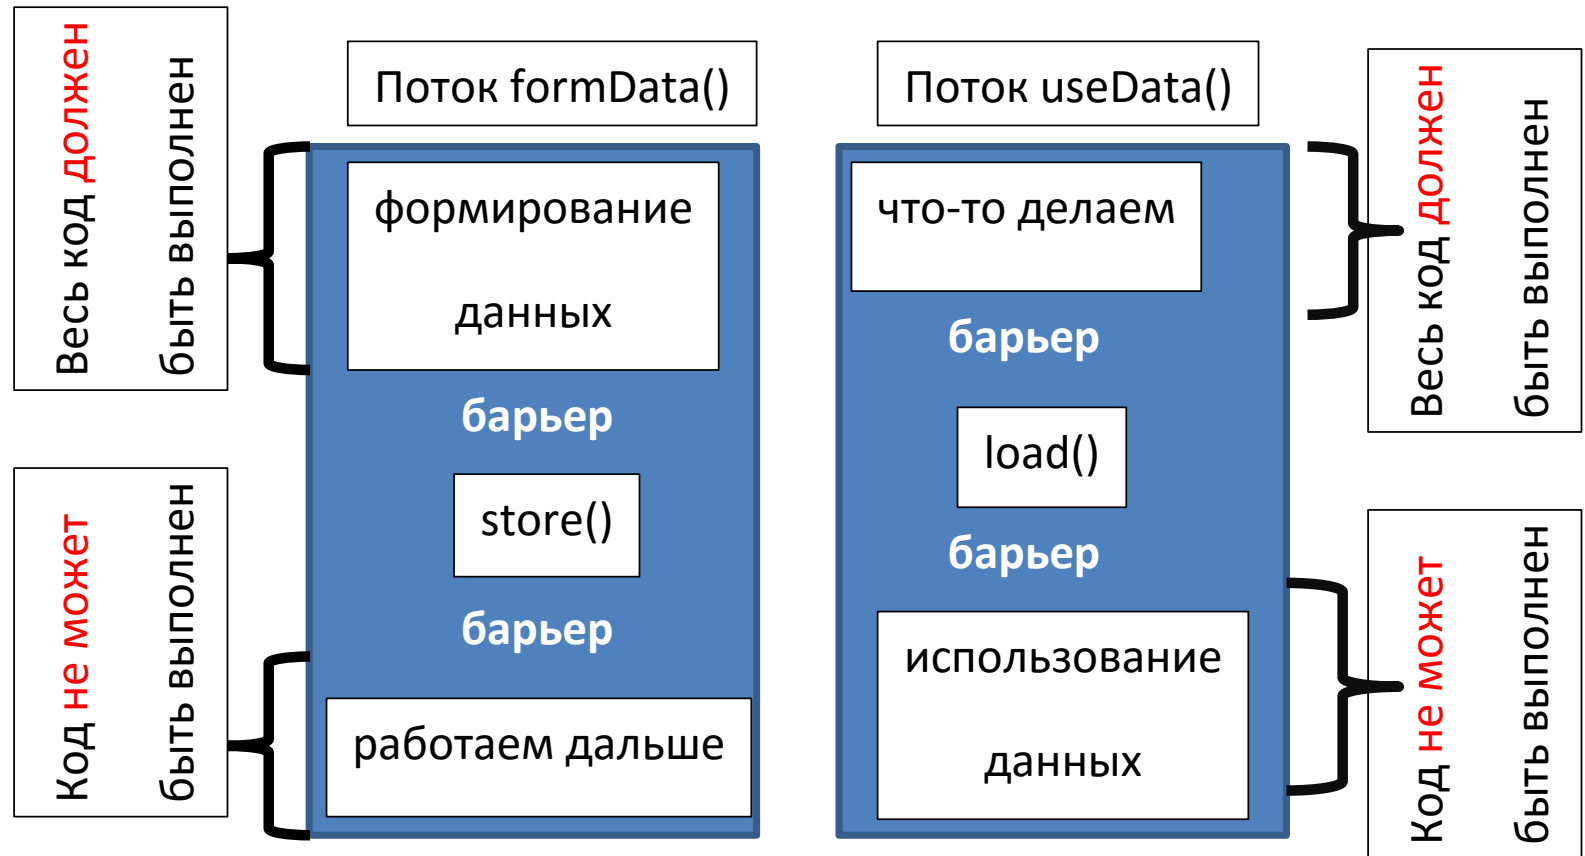 Весь код должен
быть выполнен
Поток formData()
формирование
данных
барьер
store()
барьер
работаем дальше
Код не может
быть выполнен
Поток useData()
что-то делаем
барьер
load()
барьер
использование
данных
Весь код должен
быть выполнен
Код не может
быть выполнен